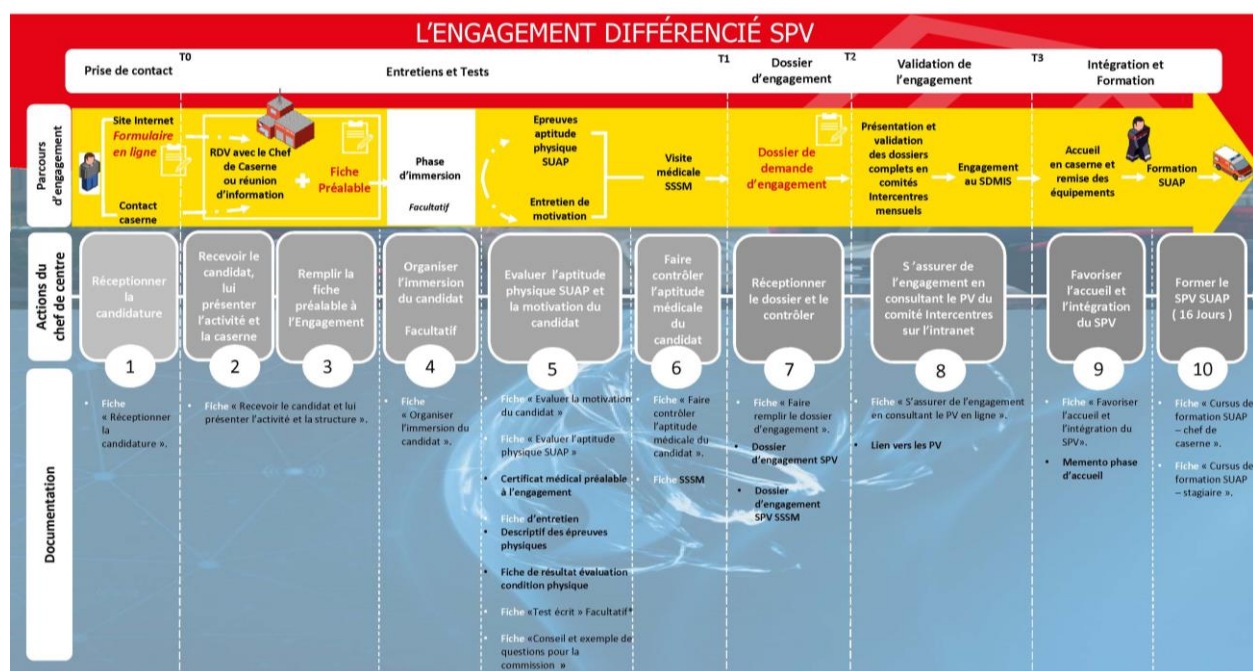 L'ENGAGEMENT DIFFÉRENCIÉ SPV
Prise de contact
T0
Entretiens et Tests
T1
Dossier
d'engagement
T2
Validation de
l'engagement
T3
Intégration et
Formation
Parcours
d'engagement
Site Internet
Formulaire
en ligne
Contact
caserne
RDV avec le Chef
de Caserne
ou réunion
d'information
+
Fiche
Préalable
Phase
d'immersion
Facultatif
Epreuves
aptitude
physique
SUAP
Entretien de
motivation
Visite
médicale
SSSM
Dossier de
demande
d'engagement
Présentation et
validation
des dossiers
complets en
comités
Intercentres
mensuels
Engagement
au SDMIS
Accueil
en caserne et
remise des
équipements
Formation
SUAP
Actions du
chef de centre
Réceptionner
la
candidature
Recevoir le
candidat,
lui
présenter
l'activité et
la caserne
Remplir la
fiche
préalable à
l'Engagement
Organiser
l'immersion
du candidat
Facultatif
Evaluer l'aptitude
physique SUAP et
la motivation du
candidat
Faire
contrôler
l'aptitude
médicale
du
candidat
Réceptionner
le dossier et le
contrôler
S 'assurer de
l'engagement en
consultant le PV du
comité Intercentres
sur l'intranet
Favoriser
l'accueil et
l'intégration
du SPV
Former le
SPV SUAP
( 16 Jours )
1
2
3
4
5
6
7
8
9
10
Documentation
• Fiche
« Réceptionner
la
candidature ».
• Fiche « Recevoir le candidat et lui
présenter l'activité et la structure ».
• Fiche
« Organiser
l'immersion du
candidat ».
• Fiche « Evaluer la motivation
du candidat »
• Fiche « Evaluer l'aptitude
physique SUAP »
• Certificat médical préalable
à l'engagement
• Fiche d'entretien
• Descriptif des épreuves
physiques
• Fiche de résultat évaluation
condition physique
• Fiche «Test écrit » Facultatif*
• Fiche «Conseil et exemple de
questions pour la
commission »
• Fiche « Faire
contrôler
l'aptitude
médicale du
candidat ».
• Fiche SSSM
• Fiche « Faire
remplir le dossier
d'engagement ».
• Dossier
d'engagement SPV
• Dossier
d'engagement
SPV SSSM
• Fiche « S'assurer de l'engagement
en consultant le PV en ligne ».
• Lien vers les PV
• Fiche « Favoriser
l'accueil et
l'intégration du
SPV».
• Memento phase
d'accueil
• Fiche « Cursus de
formation SUAP
– chef de
caserne ».
• Fiche « Cursus de
formation SUAP
– stagiaire ».